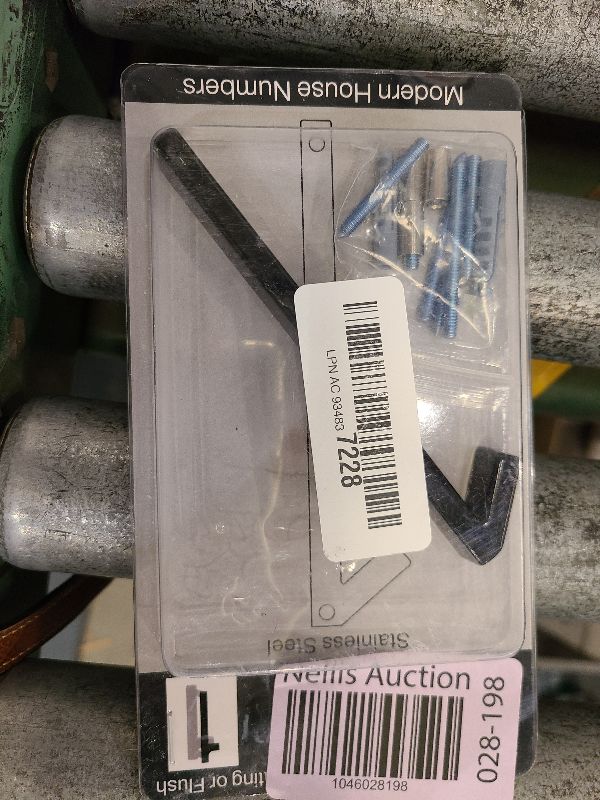 Modern House Numbers
LPN AC 93483
7228
Stainless Steel
Nellis Auction
1046028198
028-198
ting or Flush